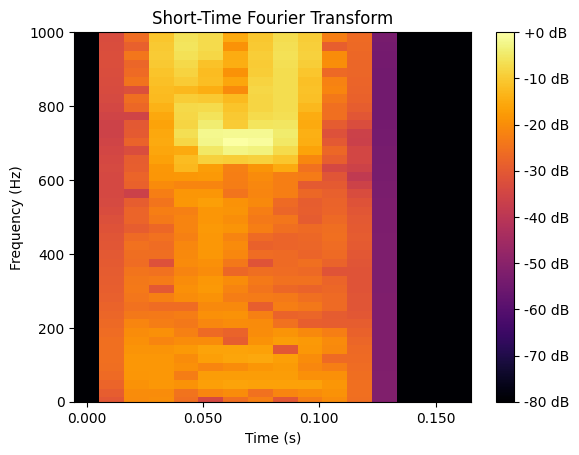 Short-Time Fourier Transform
1000
800
600
400
200
0
Frequency (Hz)
0.000
0.050
0.100
0.150
Time (s)
+0 dB
-10 dB
-20 dB
-30 dB
-40 dB
-50 dB
-60 dB
-70 dB
-80 dB